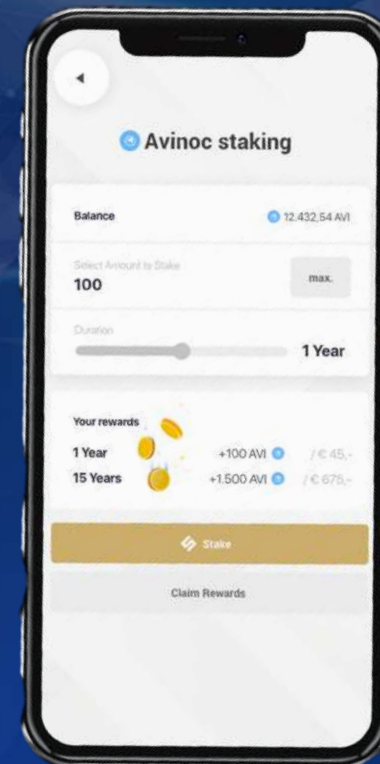 Avinoc staking
Balance 12.432,54 AVI
Select Amount to Stake
100 max.
Duration
1 Year
Your rewards
1 Year +100 AVI / € 45,-
15 Years +1.500 AVI / € 675,-
Stake
Claim Rewards